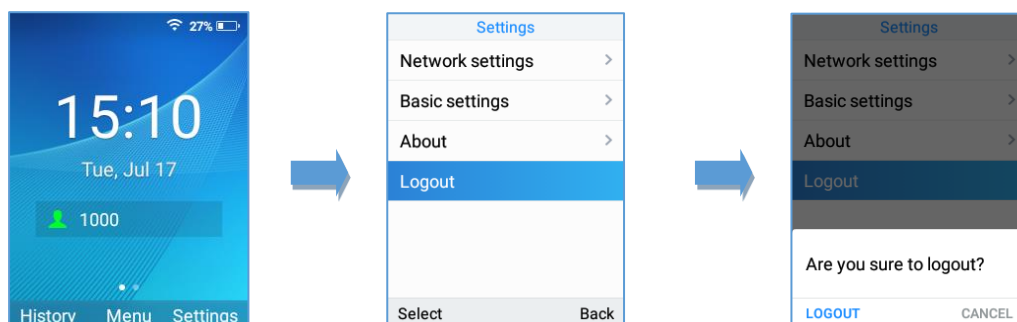 27%
15:10
Tue, Jul 17
1000
History Menu Settings
Settings
Network settings
Basic settings
About
Logout
Select Back
Settings
Network settings
Basic settings
About
Logout
Are you sure to logout?
LOGOUT CANCEL